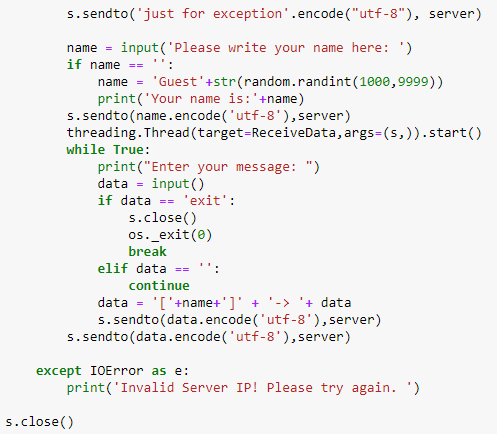 s.sendto('just for exception'.encode("utf-8"), server)
name = input('Please write your name here: ')
if name == '':
name = 'Guest'+str(random.randint(1000,9999))
print('Your name is:'+name)
s.sendto(name.encode('utf-8'),server)
threading.Thread(target=ReceiveData,args=(s,)).start()
while True:
print("Enter your message: ")
data = input()
if data == 'exit':
s.close()
os._exit(0)
break
elif data == '':
continue
data = '['+name+']' + '-> '+ data
s.sendto(data.encode('utf-8'),server)
s.sendto(data.encode('utf-8'),server)
except IOError as e:
print('Invalid Server IP! Please try again. ')
s.close()